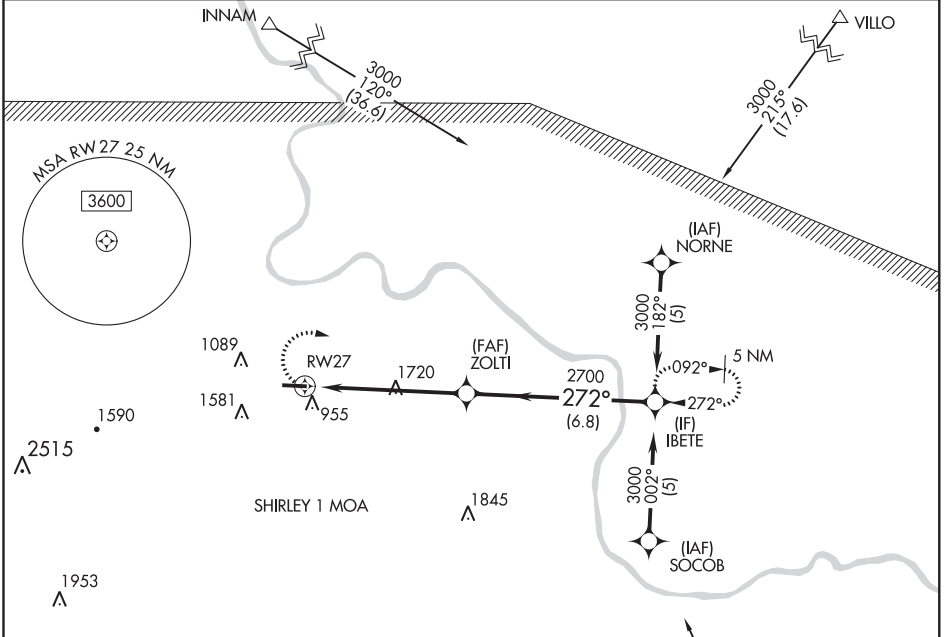 INNAM
VILLO
3000
120°
(36.6)
3000
215°
(17.6)
MSA RW27 25 NM
3600
(IAF)
NORNE
3000
182°
(5)
1089
RW27
1720
(FAF)
ZOLTI
2700
272°
(6.8)
092°
5 NM
272°
(IF)
IBETE
1581
955
1590
2515
SHIRLEY 1 MOA
1845
3000
002°
(5)
(IAF)
SOCOB
1953